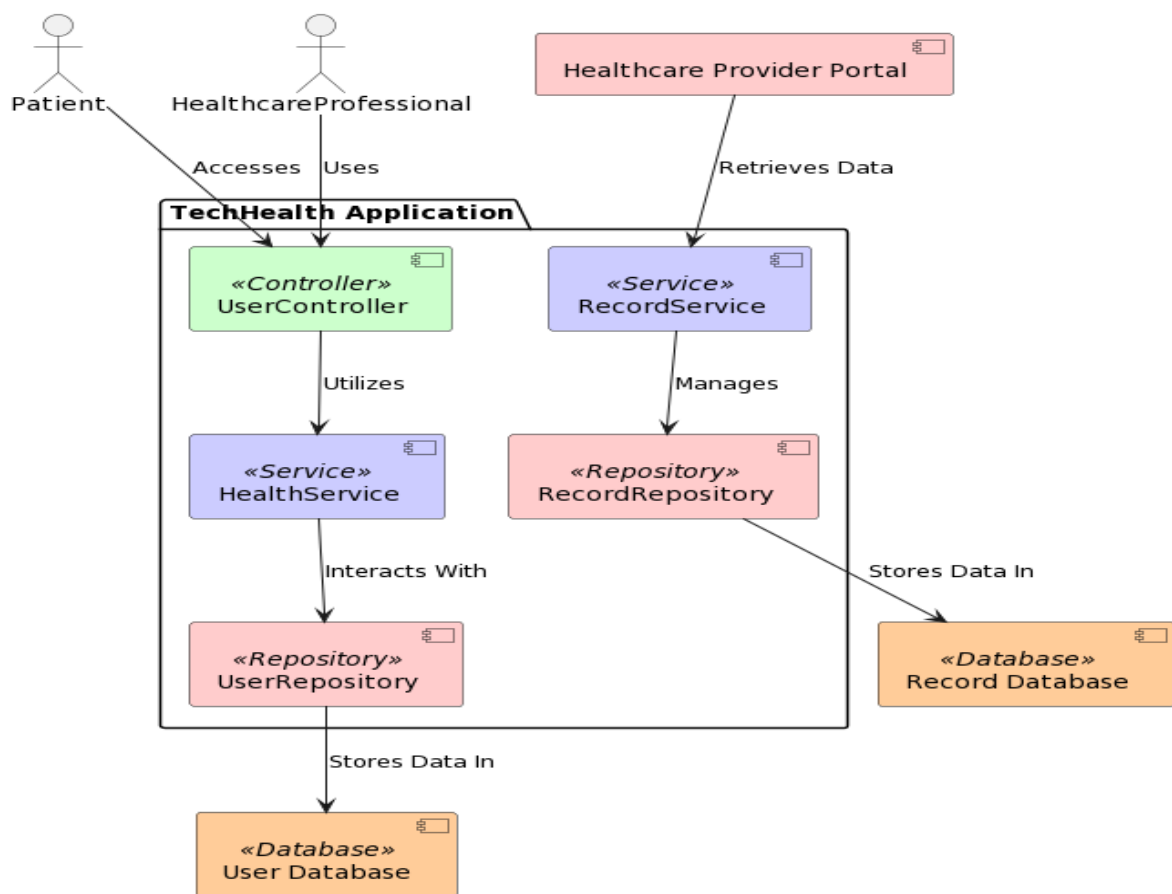 Healthcare Provider Portal
Patient
HealthcareProfessional
Accesses
Uses
Retrieves Data
TechHealth Application
«Controller»
UserController
«Service»
RecordService
Utilizes
Manages
«Service»
HealthService
«Repository»
RecordRepository
Interacts With
Stores Data In
«Repository»
UserRepository
«Database»
Record Database
Stores Data In
«Database»
User Database